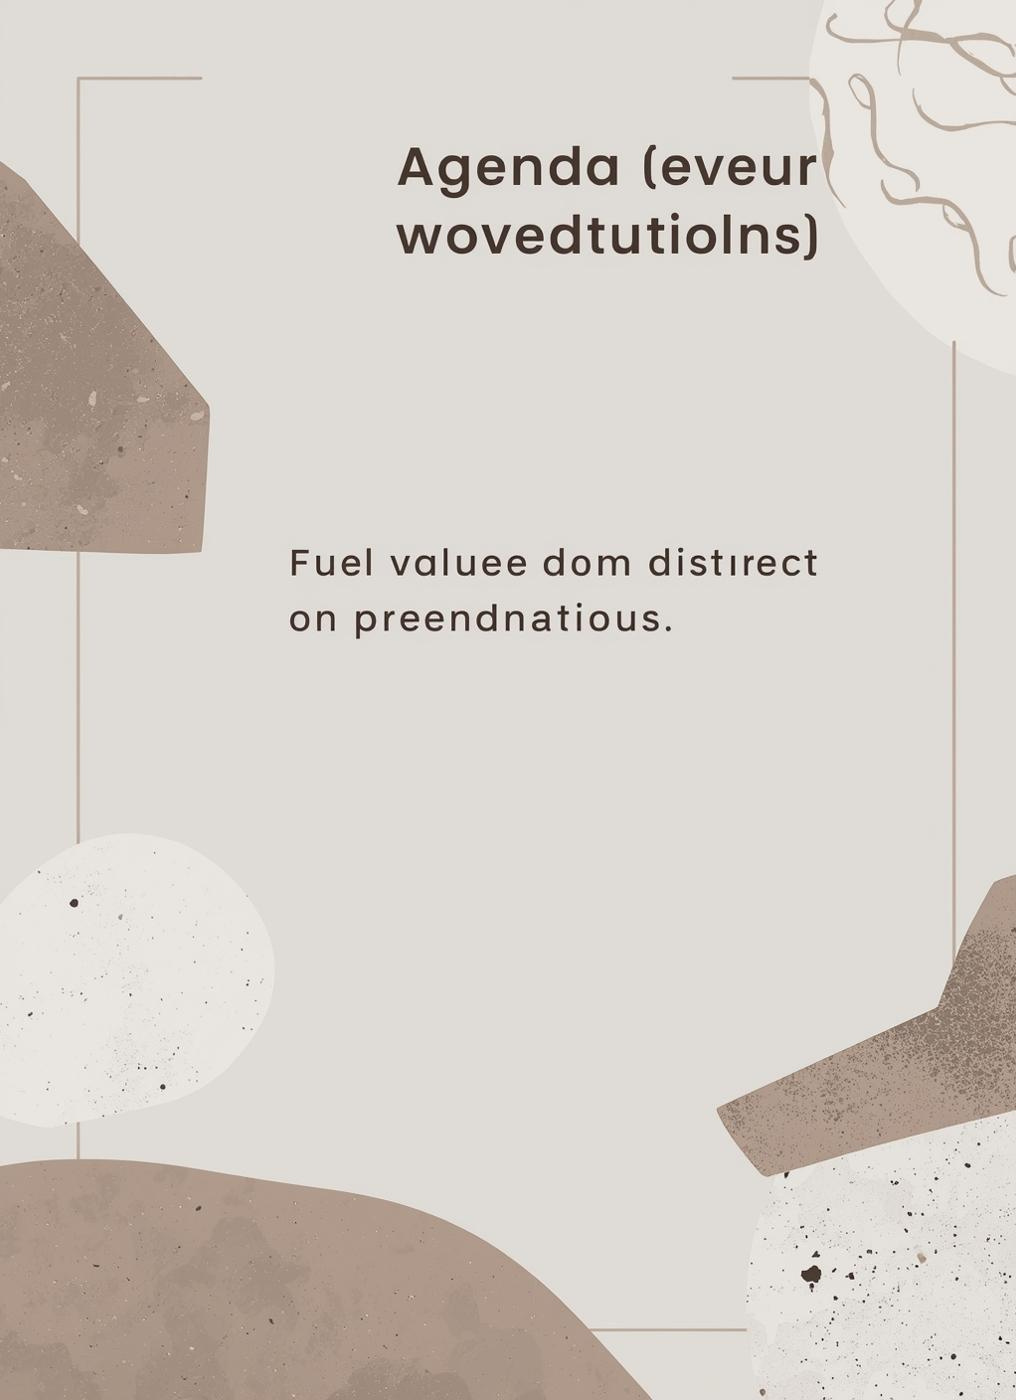 Agenda (eveur
wovedtutiolns)
Fuel valuee dom distırect
on preendnatious.